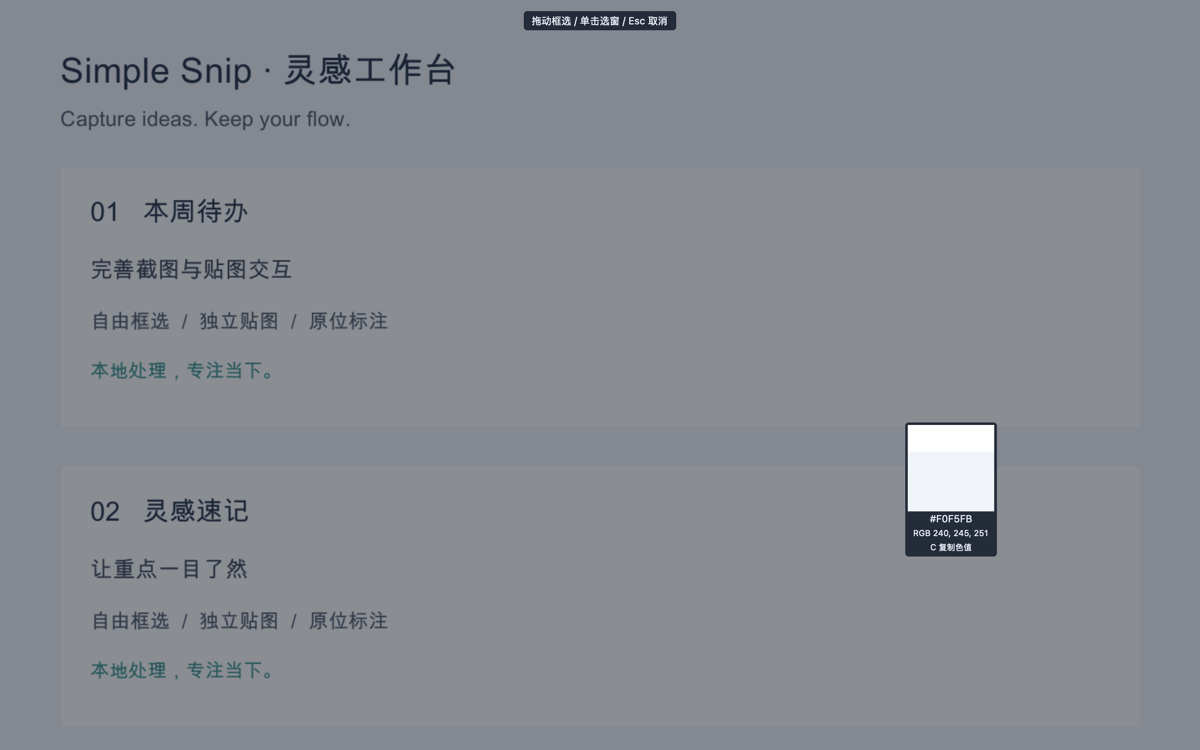 拖动框选 / 单击选窗 / Esc 取消
Simple Snip · 灵感工作台
Capture ideas. Keep your flow.
01 本周待办
完善截图与贴图交互
自由框选 / 独立贴图 / 原位标注
本地处理，专注当下。
02 灵感速记
让重点一目了然
自由框选 / 独立贴图 / 原位标注
本地处理，专注当下。
#F0F5FB
RGB 240, 245, 251
C 复制色值